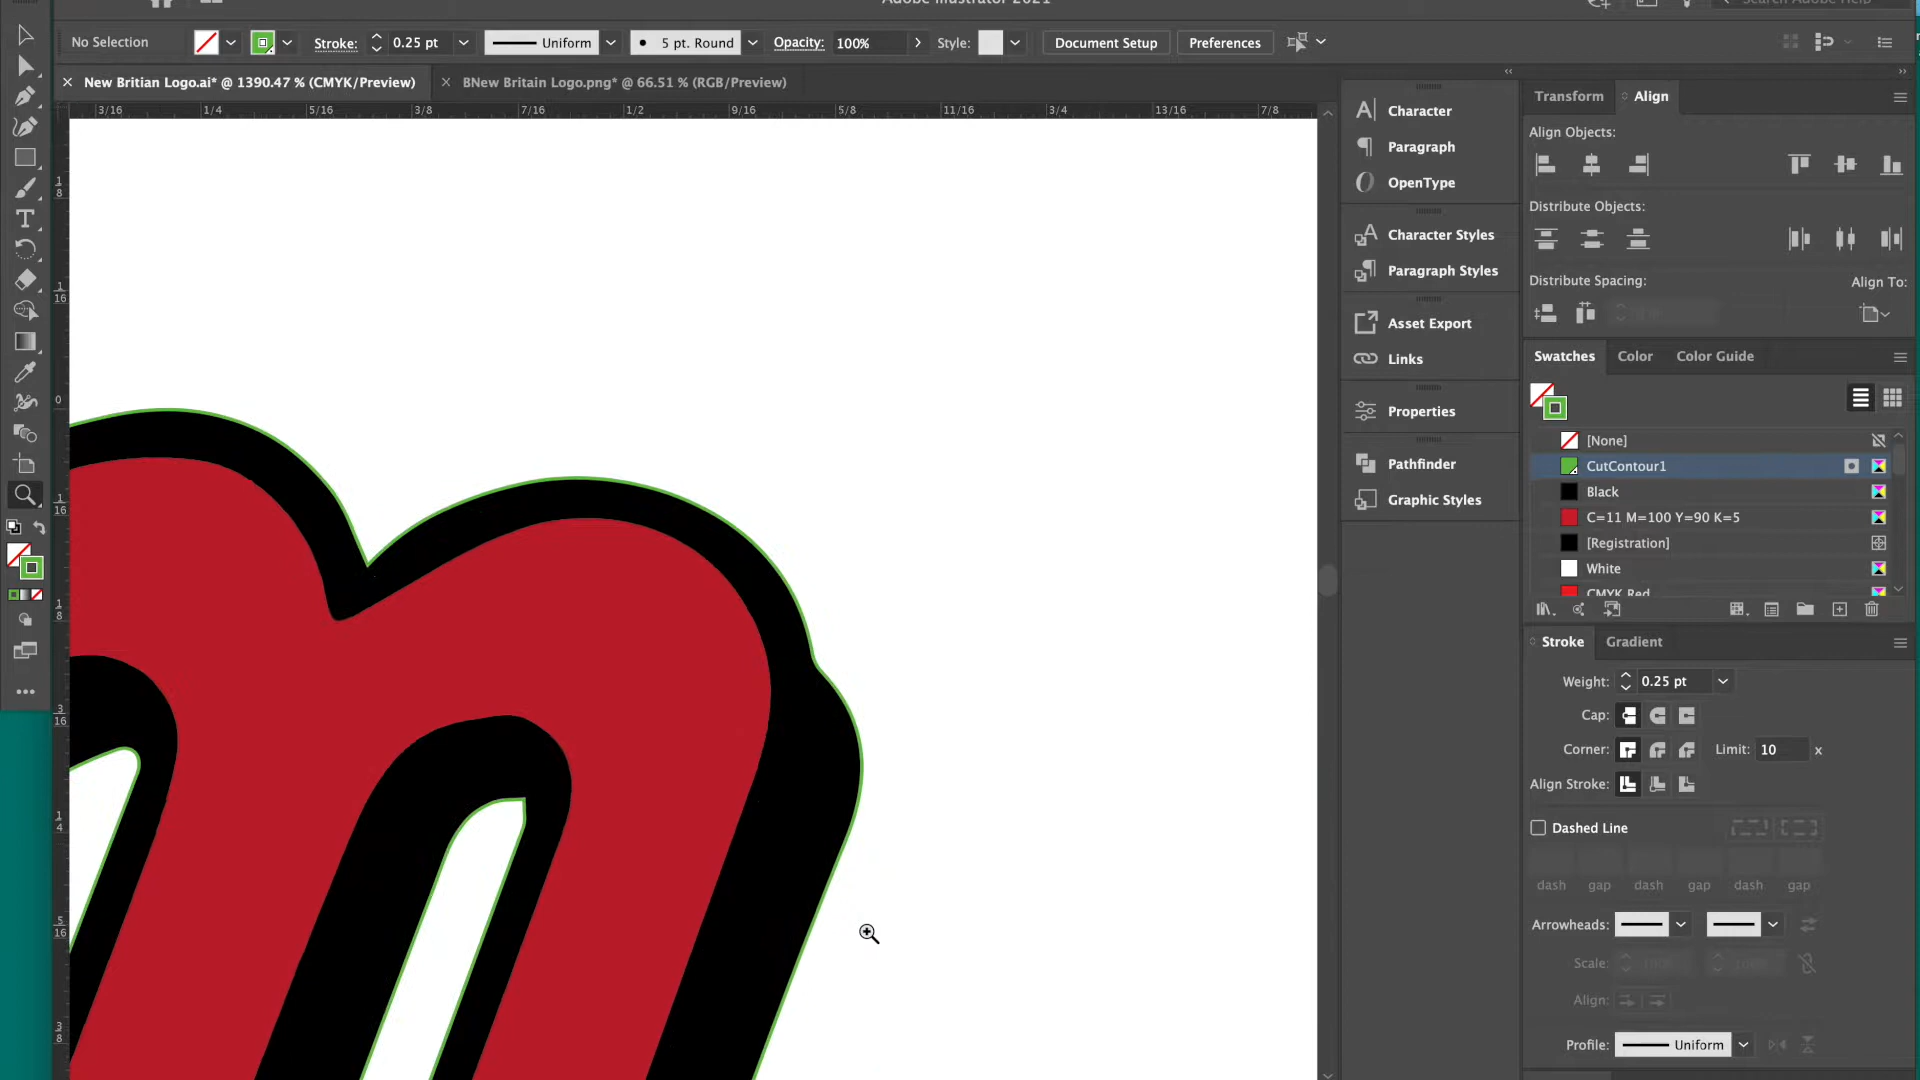 Adobe Illustrator 2021
Search Adobe Help
No Selection
Stroke:
0.25 pt
Uniform
5 pt. Round
Opacity:
100%
Style:
Document Setup
Preferences
New Britian Logo.ai* @ 1390.47 % (CMYK/Preview)
BNew Britain Logo.png* @ 66.51 % (RGB/Preview)
3/16
1/4
5/16
3/8
7/16
1/2
9/16
5/8
11/16
3/4
13/16
7/8
1
8
1
16
0
1
16
1
8
3
16
1
4
5
16
3
8
Character
Paragraph
OpenType
Character Styles
Paragraph Styles
Asset Export
Links
Properties
Pathfinder
Graphic Styles
Transform
Align
Align Objects:
Distribute Objects:
Distribute Spacing:
Align To:
Swatches
Color
Color Guide
[None]
CutContour1
Black
C=11 M=100 Y=90 K=5
[Registration]
White
CMYK Red
Stroke
Gradient
Weight:
0.25 pt
Cap:
Corner:
Limit:
10
x
Align Stroke:
Dashed Line
dash
gap
dash
gap
dash
gap
Arrowheads:
Scale:
100%
100%
Align:
Profile:
Uniform